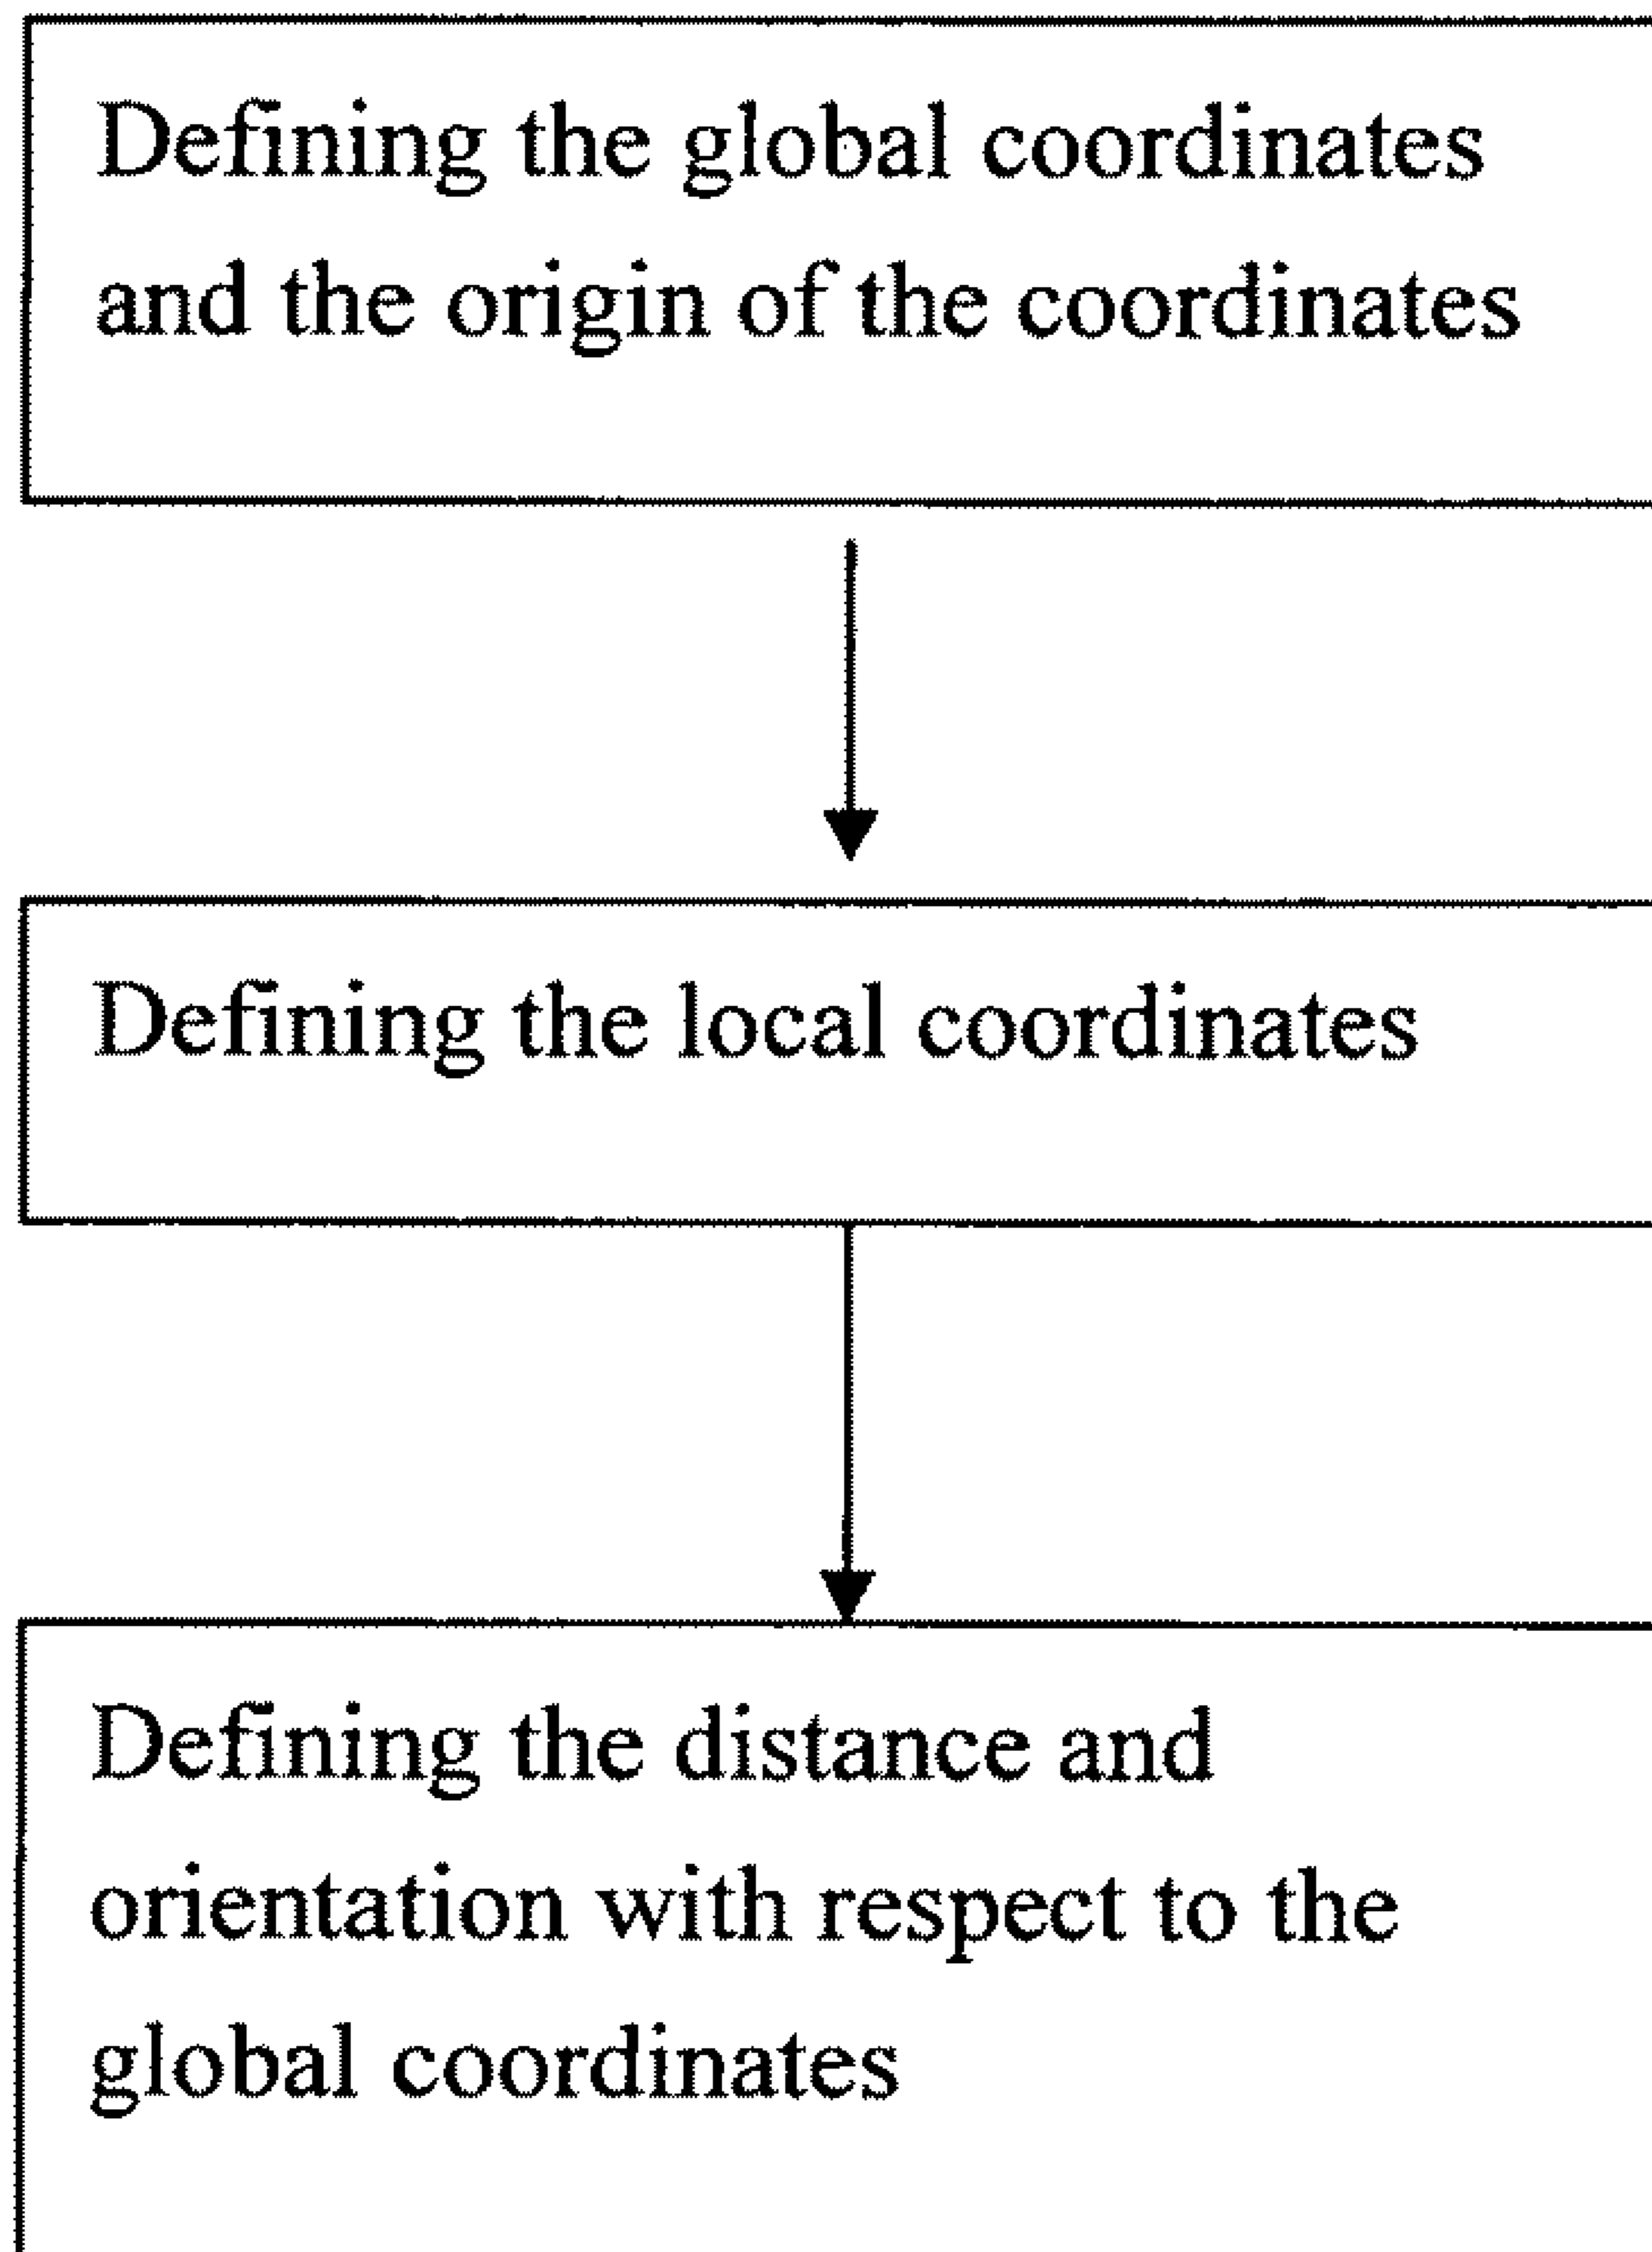 Defining the global coordinates
and the origin of the coordinates
Defining the local coordinates
Defining the distance and
orientation with respect to the
global coordinates